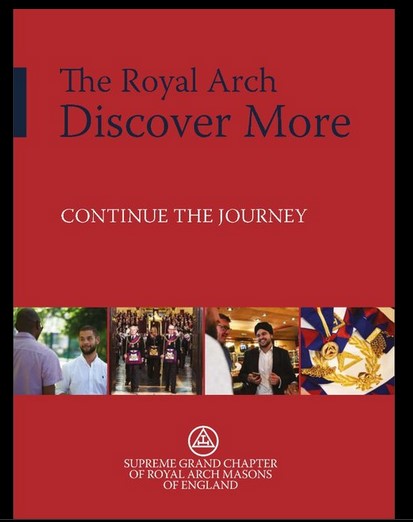 The Royal Arch
Discover More
CONTINUE THE JOURNEY
SUPREME GRAND CHAPTER
OF ROYAL ARCH MASONS
OF ENGLAND